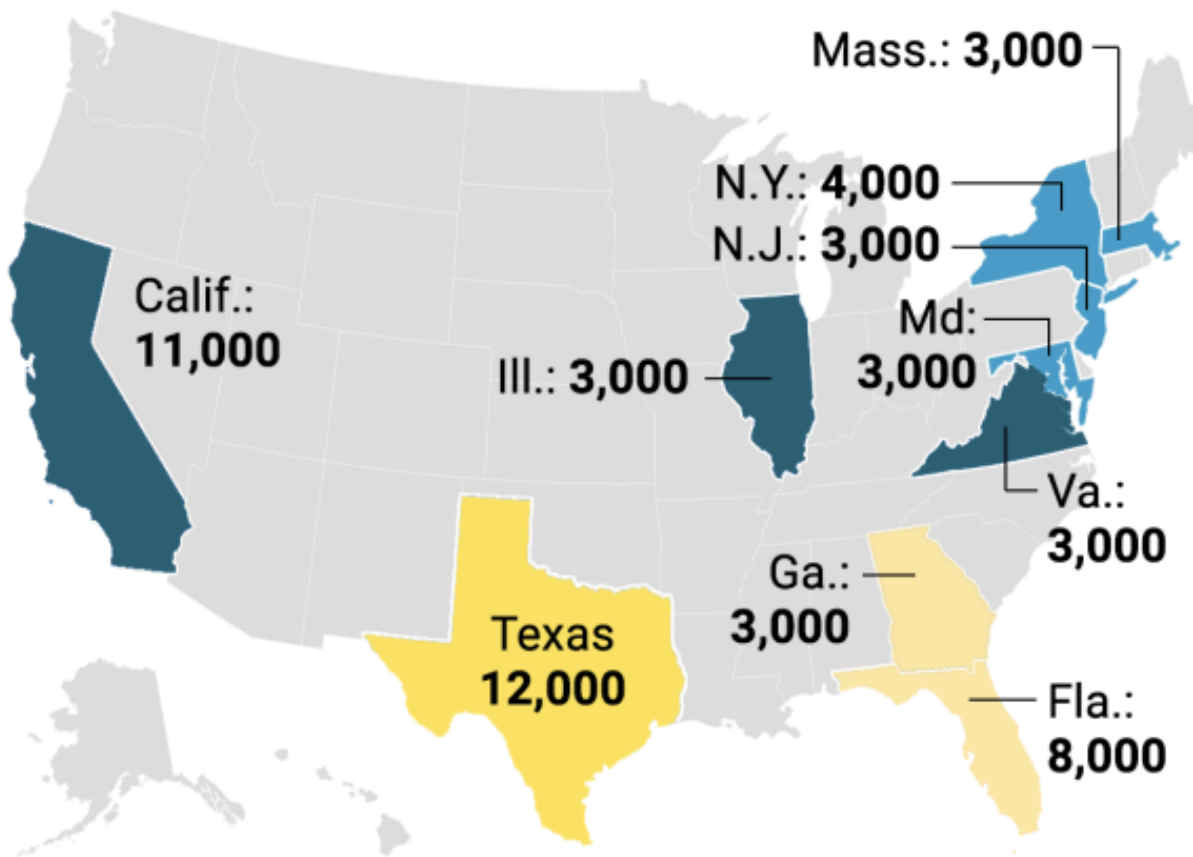 Mass.: 3,000
N.Y.: 4,000
N.J.: 3,000
Calif.:
11,000
Md:
3,000
Ill.: 3,000
Va.:
3,000
Ga.:
3,000
Texas
12,000
Fla.:
8,000